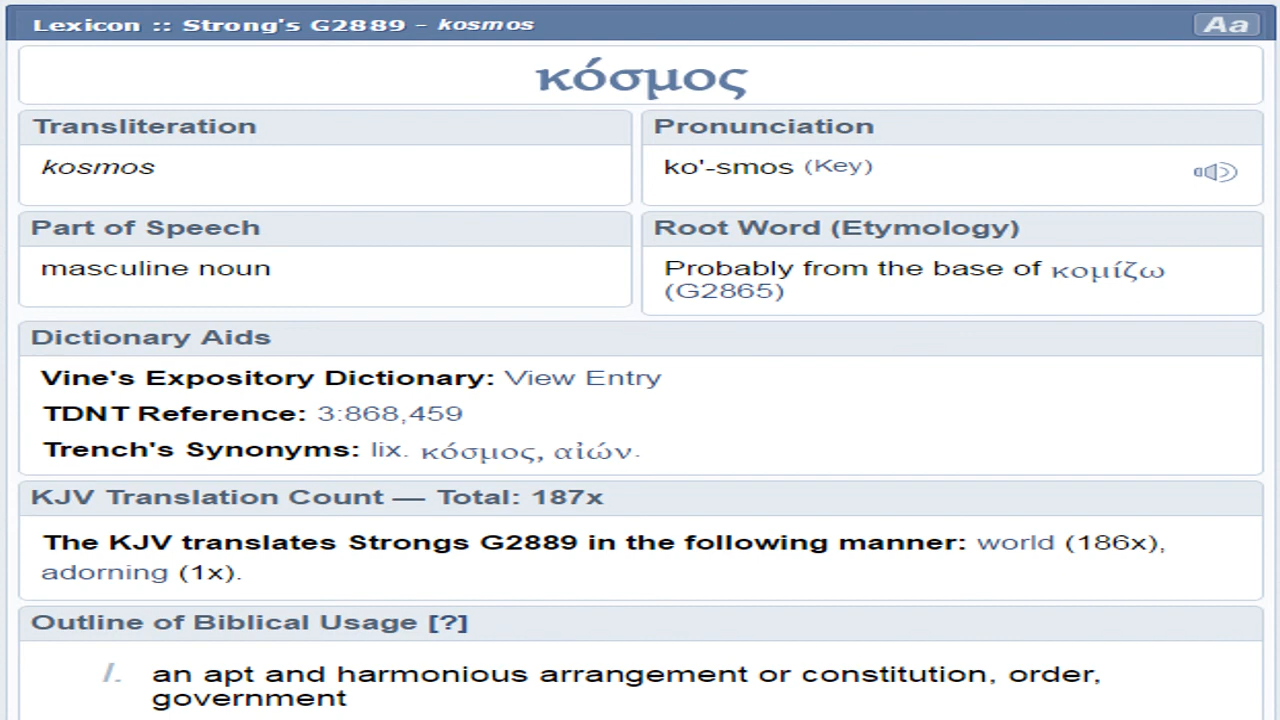 Lexicon :: Strong's G2889 - kosmos
Aa
κόσμος
Transliteration
kosmos
Pronunciation
ko'-smos (Key)
Part of Speech
masculine noun
Root Word (Etymology)
Probably from the base of κομίζω
(G2865)
Dictionary Aids
Vine's Expository Dictionary: View Entry
TDNT Reference: 3:868,459
Trench's Synonyms: lix. κόσμος, αἰών.
KJV Translation Count — Total: 187x
The KJV translates Strongs G2889 in the following manner: world (186x),
adorning (1x).
Outline of Biblical Usage [?]
I. an apt and harmonious arrangement or constitution, order,
government